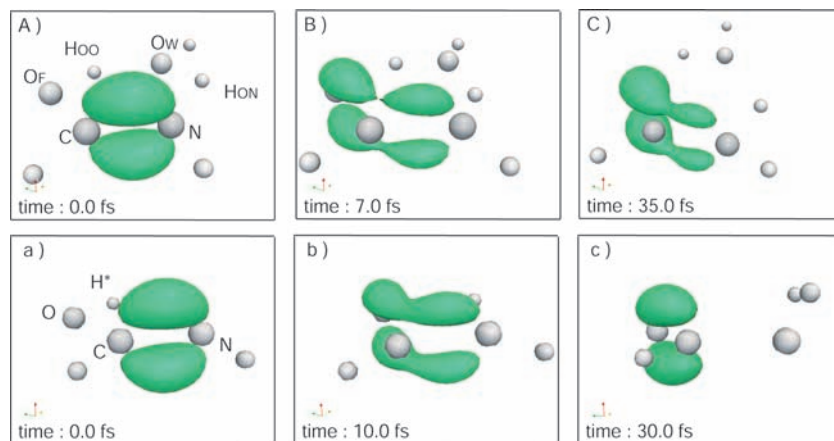 A )
Hoo
Ow
OF
HON
C
N
time : 0.0 fs
B )
time : 7.0 fs
C )
time : 35.0 fs
a )
H*
O
C
N
time : 0.0 fs
b )
time : 10.0 fs
c )
time : 30.0 fs